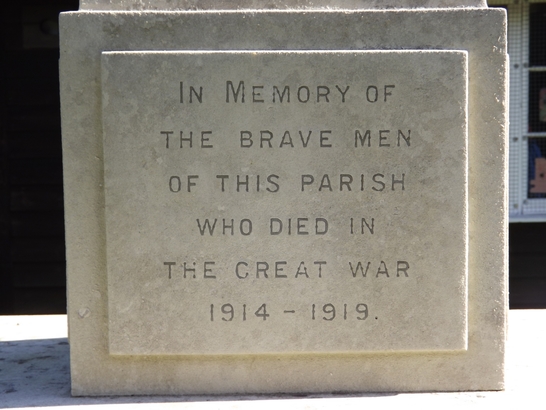 IN MEMORY OF
THE BRAVE MEN
OF THIS PARISH
WHO DIED IN
THE GREAT WAR
1914 - 1919.